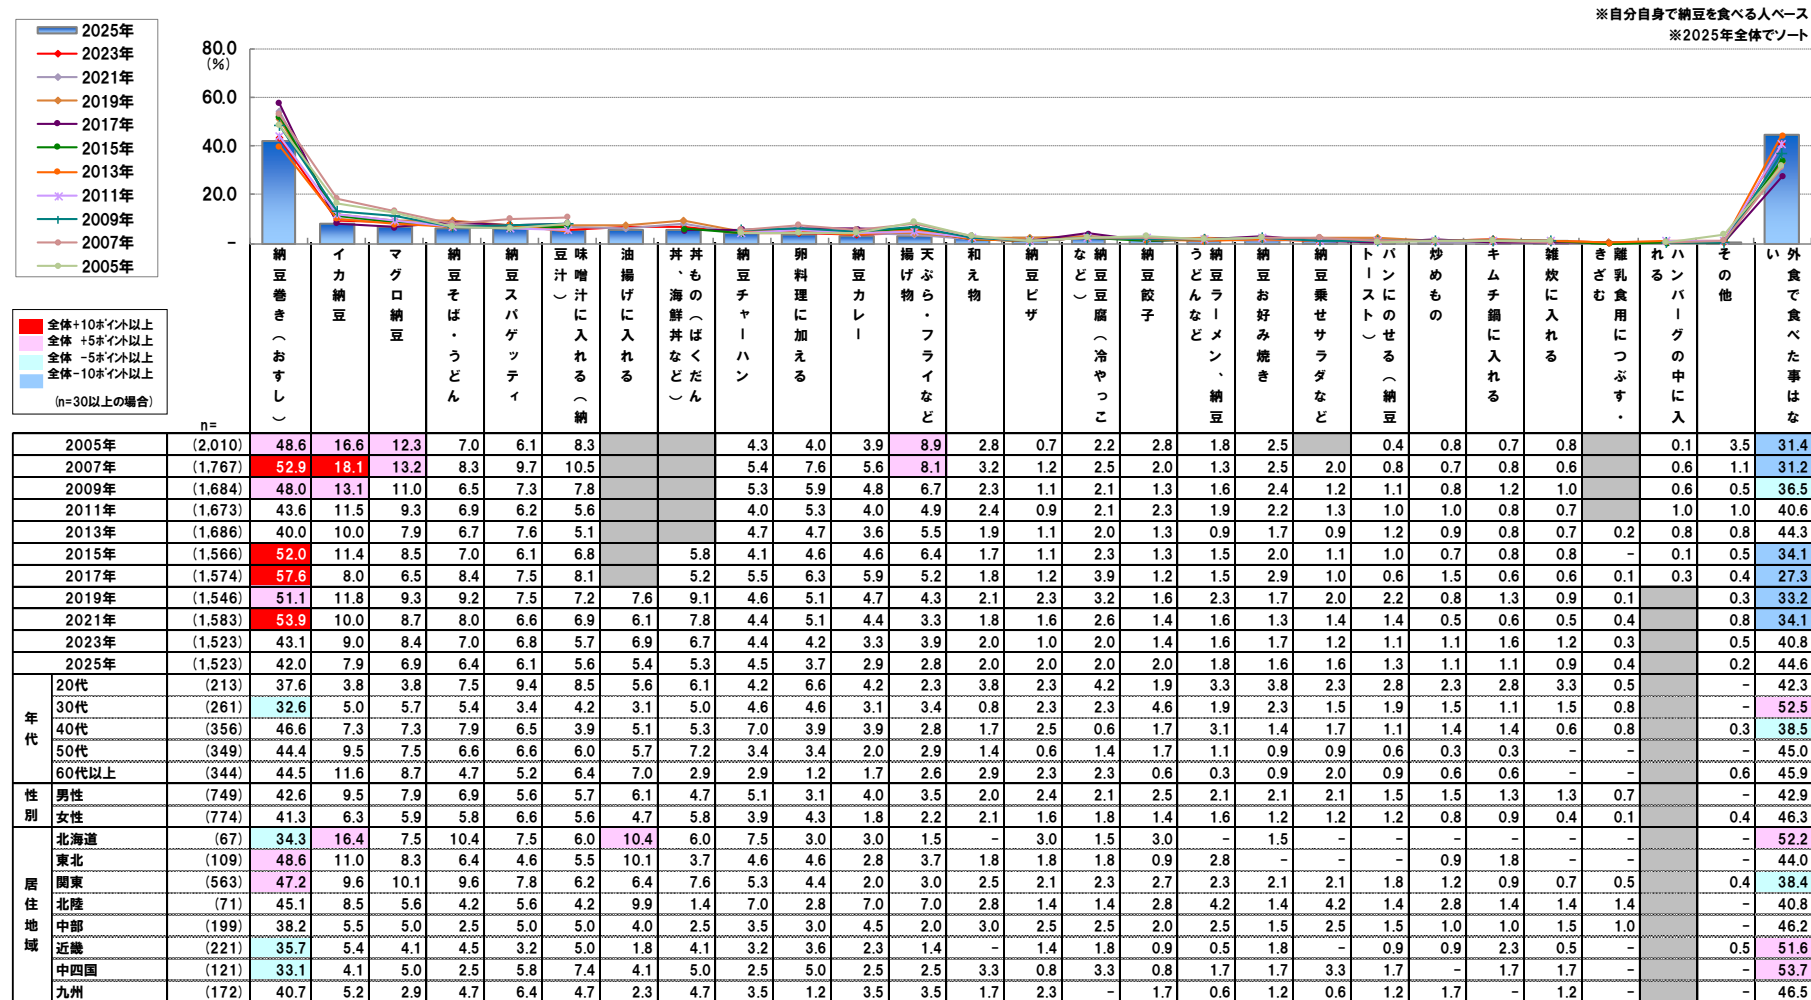 ※自分自身で納豆を食べる人ベース
※2025年全体でソート
2025年
2023年
2021年
2019年
2017年
2015年
2013年
2011年
2009年
2007年
2005年
80.0
(%)
60.0
40.0
20.0
−
全体+10ポイント以上
全体 +5ポイント以上
全体 -5ポイント以上
全体-10ポイント以上
(n=30以上の場合)
n=
納豆巻き（おすし）
イカ納豆
マグロ納豆
納豆そば・うどん
納豆スパゲッティ
味噌汁に入れる（納豆汁）
油揚げに入れる
丼もの（ばくだん丼、海鮮丼など）
納豆チャーハン
卵料理に加える
納豆カレー
天ぷら・フライなど揚げ物
和え物
納豆ピザ
納豆豆腐（冷やっこなど）
納豆餃子
納豆ラーメン、納豆うどんなど
納豆お好み焼き
納豆乗せサラダなど
パンにのせる（納豆トースト）
炒めもの
キムチ鍋に入れる
雑炊に入れる
離乳食用につぶす・きざむ
ハンバーグの中に入れる
その他
外食で食べた事はない
2005年 (2,010) 48.6 16.6 12.3 7.0 6.1 8.3 4.3 4.0 3.9 8.9 2.8 0.7 2.2 2.8 1.8 2.5 0.4 0.8 0.7 0.8 0.1 3.5 31.4
2007年 (1,767) 52.9 18.1 13.2 8.3 9.7 10.5 5.4 7.6 5.6 8.1 3.2 1.2 2.5 2.0 1.3 2.5 2.0 0.8 0.7 0.8 0.6 0.6 1.1 31.2
2009年 (1,684) 48.0 13.1 11.0 6.5 7.3 7.8 5.3 5.9 4.8 6.7 2.3 1.1 2.1 1.3 1.6 2.4 1.2 1.1 0.8 1.2 1.0 0.6 0.5 36.5
2011年 (1,673) 43.6 11.5 9.3 6.9 6.2 5.6 4.0 5.3 4.0 4.9 2.4 0.9 2.1 2.3 1.9 2.2 1.3 1.0 1.0 0.8 0.7 1.0 1.0 40.6
2013年 (1,686) 40.0 10.0 7.9 6.7 7.6 5.1 4.7 4.7 3.6 5.5 1.9 1.1 2.0 1.3 0.9 1.7 0.9 1.2 0.9 0.8 0.7 0.2 0.8 0.8 44.3
2015年 (1,566) 52.0 11.4 8.5 7.0 6.1 6.8 5.8 4.1 4.6 4.6 6.4 1.7 1.1 2.3 1.3 1.5 2.0 1.1 1.0 0.7 0.8 0.8 − 0.1 0.5 34.1
2017年 (1,574) 57.6 8.0 6.5 8.4 7.5 8.1 5.2 5.5 6.3 5.9 5.2 1.8 1.2 3.9 1.2 1.5 2.9 1.0 0.6 1.5 0.6 0.6 0.1 0.3 0.4 27.3
2019年 (1,546) 51.1 11.8 9.3 9.2 7.5 7.2 7.6 9.1 4.6 5.1 4.7 4.3 2.1 2.3 3.2 1.6 2.3 1.7 2.0 2.2 0.8 1.3 0.9 0.1 0.3 33.2
2021年 (1,583) 53.9 10.0 8.7 8.0 6.6 6.9 6.1 7.8 4.4 5.1 4.4 3.3 1.8 1.6 2.6 1.4 1.6 1.3 1.4 1.4 0.5 0.6 0.5 0.4 0.8 34.1
2023年 (1,523) 43.1 9.0 8.4 7.0 6.8 5.7 6.9 6.7 4.4 4.2 3.3 3.9 2.0 1.0 2.0 1.4 1.6 1.7 1.2 1.1 1.1 1.6 1.2 0.3 0.5 40.8
2025年 (1,523) 42.0 7.9 6.9 6.4 6.1 5.6 5.4 5.3 4.5 3.7 2.9 2.8 2.0 2.0 2.0 2.0 1.8 1.6 1.6 1.3 1.1 1.1 0.9 0.4 0.2 44.6
年代
20代 (213) 37.6 3.8 3.8 7.5 9.4 8.5 5.6 6.1 4.2 6.6 4.2 2.3 3.8 2.3 4.2 1.9 3.3 3.8 2.3 2.8 2.3 2.8 3.3 0.5 − 42.3
30代 (261) 32.6 5.0 5.7 5.4 3.4 4.2 3.1 5.0 4.6 4.6 3.1 3.4 0.8 2.3 2.3 4.6 1.9 2.3 1.5 1.9 1.5 1.1 1.5 0.8 − 52.5
40代 (356) 46.6 7.3 7.3 7.9 6.5 3.9 5.1 5.3 7.0 3.9 3.9 2.8 1.7 2.5 0.6 1.7 3.1 1.4 1.7 1.1 1.4 1.4 0.6 0.8 0.3 38.5
50代 (349) 44.4 9.5 7.5 6.6 6.6 6.0 5.7 7.2 3.4 3.4 2.0 2.9 1.4 0.6 1.4 1.7 1.1 0.9 0.9 0.6 0.3 0.3 − − − 45.0
60代以上 (344) 44.5 11.6 8.7 4.7 5.2 6.4 7.0 2.9 2.9 1.2 1.7 2.6 2.9 2.3 2.3 0.6 0.3 0.9 2.0 0.9 0.6 0.6 − − 0.6 45.9
性別
男性 (749) 42.6 9.5 7.9 6.9 5.6 5.7 6.1 4.7 5.1 3.1 4.0 3.5 2.0 2.4 2.1 2.5 2.1 2.1 2.1 1.5 1.5 1.3 1.3 0.7 − 42.9
女性 (774) 41.3 6.3 5.9 5.8 6.6 5.6 4.7 5.8 3.9 4.3 1.8 2.2 2.1 1.6 1.8 1.4 1.6 1.2 1.2 1.2 0.8 0.9 0.4 0.1 0.4 46.3
居住地域
北海道 (67) 34.3 16.4 7.5 10.4 7.5 6.0 10.4 6.0 7.5 3.0 3.0 1.5 − 3.0 1.5 3.0 − 1.5 − − − − − − − 52.2
東北 (109) 48.6 11.0 8.3 6.4 4.6 5.5 10.1 3.7 4.6 4.6 2.8 3.7 1.8 1.8 1.8 0.9 2.8 − − − 0.9 1.8 − − − 44.0
関東 (563) 47.2 9.6 10.1 9.6 7.8 6.2 6.4 7.6 5.3 4.4 2.0 3.0 2.5 2.1 2.3 2.7 2.3 2.1 2.1 1.8 1.2 0.9 0.7 0.5 0.4 38.4
北陸 (71) 45.1 8.5 5.6 4.2 5.6 4.2 9.9 1.4 7.0 2.8 7.0 7.0 2.8 1.4 1.4 2.8 4.2 1.4 4.2 1.4 2.8 1.4 1.4 1.4 − 40.8
中部 (199) 38.2 5.5 5.0 2.5 5.0 5.0 4.0 2.5 3.5 3.0 4.5 2.0 3.0 2.5 2.5 2.0 2.5 1.5 2.5 1.5 1.0 1.0 1.5 1.0 − 46.2
近畿 (221) 35.7 5.4 4.1 4.5 3.2 5.0 1.8 4.1 3.2 3.6 2.3 1.4 − 1.4 1.8 0.9 0.5 1.8 − 0.9 0.9 2.3 0.5 − 0.5 51.6
中四国 (121) 33.1 4.1 5.0 2.5 5.8 7.4 4.1 5.0 2.5 5.0 2.5 2.5 3.3 0.8 3.3 0.8 1.7 1.7 3.3 1.7 − 1.7 1.7 − − 53.7
九州 (172) 40.7 5.2 2.9 4.7 6.4 4.7 2.3 4.7 3.5 1.2 3.5 3.5 1.7 2.3 − 1.7 0.6 1.2 0.6 1.2 1.7 − 1.2 − − 46.5